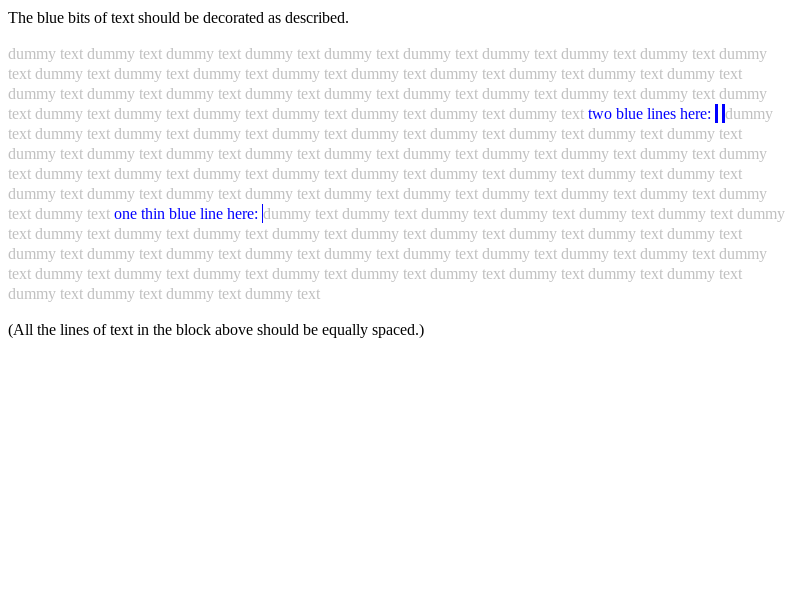 The blue bits of text should be decorated as described.
dummy text dummy text dummy text dummy text dummy text dummy text dummy text dummy text dummy text dummy
text dummy text dummy text dummy text dummy text dummy text dummy text dummy text dummy text dummy text
dummy text dummy text dummy text dummy text dummy text dummy text dummy text dummy text dummy text dummy
text dummy text dummy text dummy text dummy text dummy text dummy text dummy text two blue lines here: dummy
text dummy text dummy text dummy text dummy text dummy text dummy text dummy text dummy text dummy text
dummy text dummy text dummy text dummy text dummy text dummy text dummy text dummy text dummy text dummy
text dummy text dummy text dummy text dummy text dummy text dummy text dummy text dummy text dummy text
dummy text dummy text dummy text dummy text dummy text dummy text dummy text dummy text dummy text dummy
text dummy text one thin blue line here: dummy text dummy text dummy text dummy text dummy text dummy text dummy
text dummy text dummy text dummy text dummy text dummy text dummy text dummy text dummy text dummy text
dummy text dummy text dummy text dummy text dummy text dummy text dummy text dummy text dummy text dummy
text dummy text dummy text dummy text dummy text dummy text dummy text dummy text dummy text dummy text
dummy text dummy text dummy text dummy text
(All the lines of text in the block above should be equally spaced.)